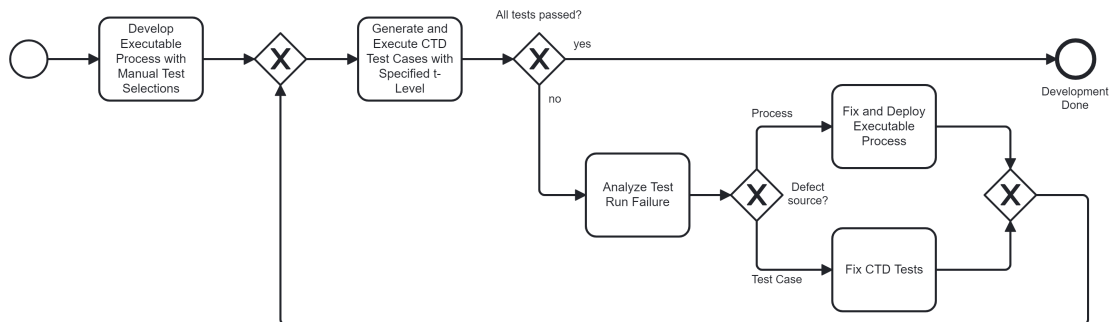 Develop
Executable
Process with
Manual Test
Selections
Generate and
Execute CTD
Test Cases with
Specified t-
Level
All tests passed?
yes
no
Development
Done
Analyze Test
Run Failure
Process
Defect
source?
Test Case
Fix and Deploy
Executable
Process
Fix CTD Tests